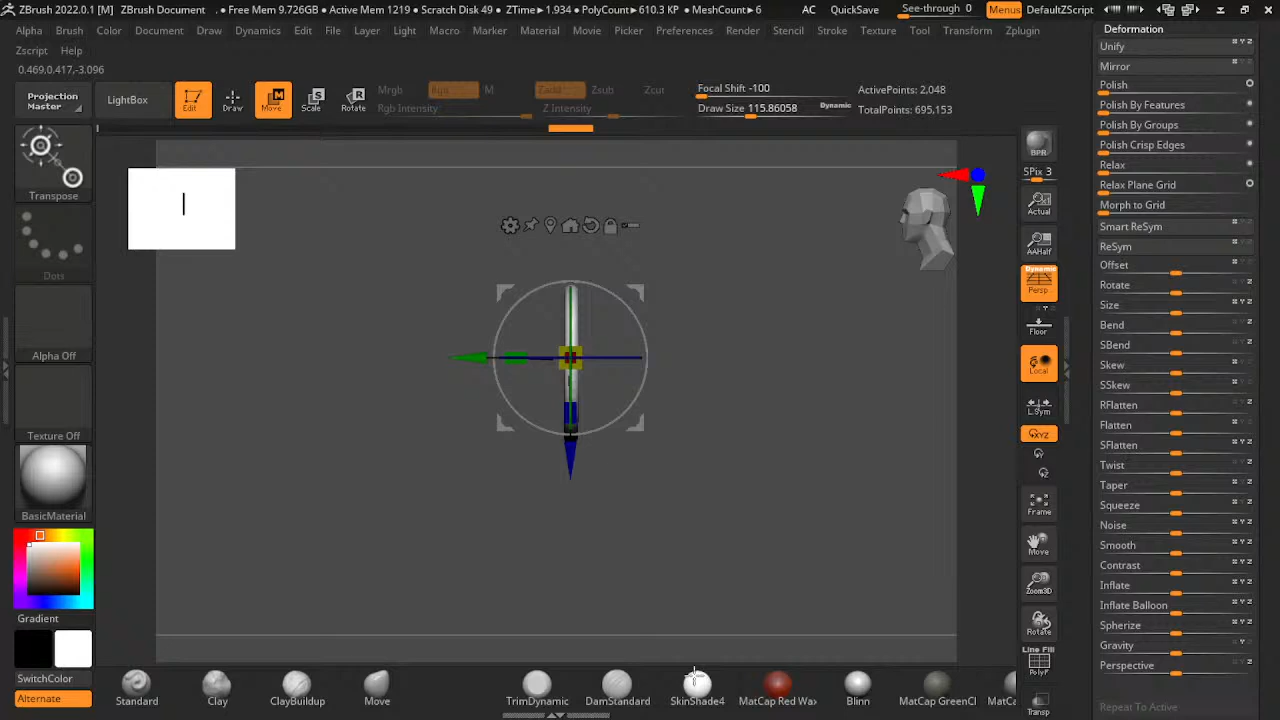 ZBrush 2022.0.1 [M] ZBrush Document . • Free Mem 9.726GB • Active Mem 1219 • Scratch Disk 49 • ZTime▸1.934 • PolyCount▸610.3 KP • MeshCount▸6 AC QuickSave See-through 0 Menus DefaultZScript
Alpha Brush Color Document Draw Dynamics Edit File Layer Light Macro Marker Material Movie Picker Preferences Render Stencil Stroke Texture Tool Transform Zplugin
Zscript Help
0.469,0.417,-3.096
Projection Master
LightBox
Edit
Draw
Move
Scale
Rotate
Mrgb Rgb M
Rgb Intensity
Zadd Zsub Zcut
Z Intensity
Focal Shift -100
Draw Size 115.86058 Dynamic
ActivePoints: 2,048
TotalPoints: 695,153
Transpose
Dots
Alpha Off
Texture Off
BasicMaterial
Gradient
SwitchColor
Alternate
BPR
SPix 3
Actual
AAHalf
Dynamic
Persp
Floor
Local
L.Sym
XYZ
Frame
Move
Zoom3D
Rotate
Line Fill
PolyF
Transp
Deformation
Unify
Mirror
Polish
Polish By Features
Polish By Groups
Polish Crisp Edges
Relax
Relax Plane Grid
Morph to Grid
Smart ReSym
ReSym
Offset
Rotate
Size
Bend
SBend
Skew
SSkew
RFlatten
Flatten
SFlatten
Twist
Taper
Squeeze
Noise
Smooth
Contrast
Inflate
Inflate Balloon
Spherize
Gravity
Perspective
Repeat To Active
Standard Clay ClayBuildup Move TrimDynamic DamStandard SkinShade4 MatCap Red Wax Blinn MatCap GreenCl MatCa